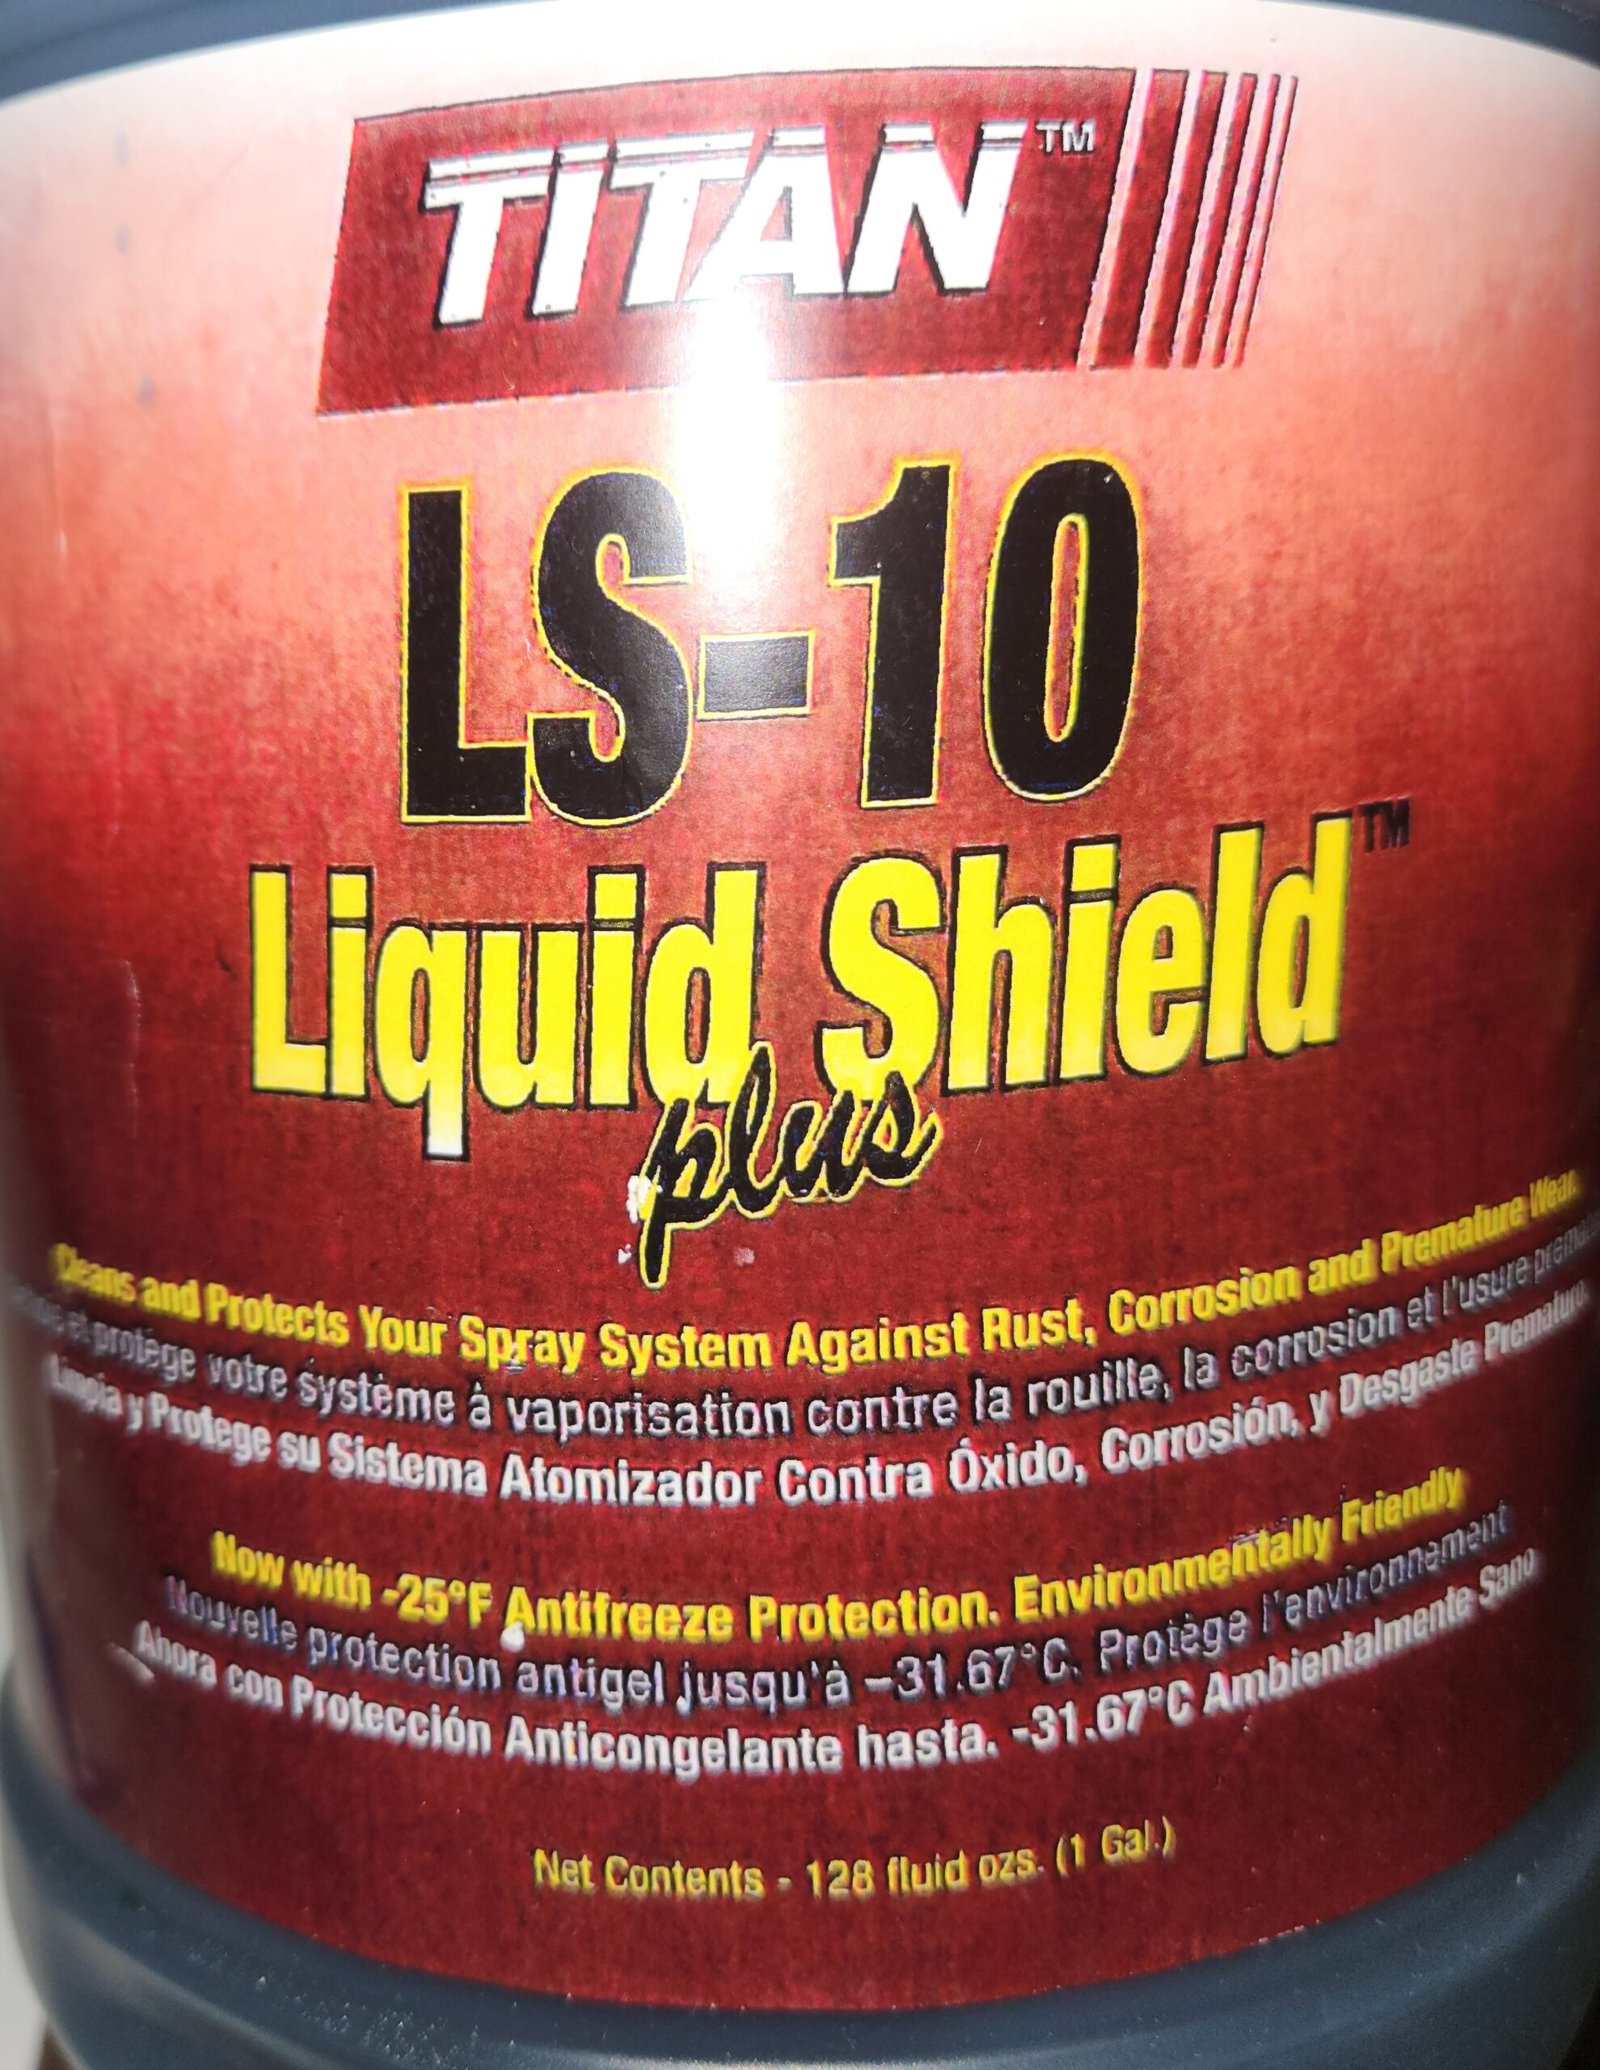 TITAN™
LS-10
Liquid Shield™
plus
Cleans and Protects Your Spray System Against Rust, Corrosion and Premature Wear.
et protège votre système à vaporisation contre la rouille, la corrosion et l'usure
Limpia y Protege su Sistema Atomizador Contra Óxido, Corrosión, y Desgaste Prematuro.
Now with -25°F Antifreeze Protection. Environmentally Friendly
Nouvelle protection antigel jusqu'à –31.67°C. Protège l'environnement
Ahora con Protección Anticongelante hasta. -31.67°C Ambientalmente Sano
Net Contents - 128 fluid ozs. (1 Gal.)